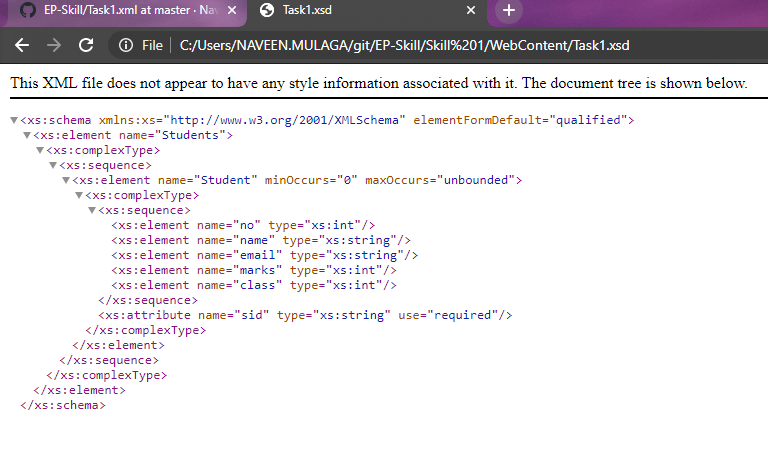 EP-Skill/Task1.xml at master · Nav
Task1.xsd
File C:/Users/NAVEEN.MULAGA/git/EP-Skill/Skill%201/WebContent/Task1.xsd
This XML file does not appear to have any style information associated with it. The document tree is shown below.
<xs:schema xmlns:xs="http://www.w3.org/2001/XMLSchema" elementFormDefault="qualified">
<xs:element name="Students">
<xs:complexType>
<xs:sequence>
<xs:element name="Student" minOccurs="0" maxOccurs="unbounded">
<xs:complexType>
<xs:sequence>
<xs:element name="no" type="xs:int"/>
<xs:element name="name" type="xs:string"/>
<xs:element name="email" type="xs:string"/>
<xs:element name="marks" type="xs:int"/>
<xs:element name="class" type="xs:int"/>
</xs:sequence>
<xs:attribute name="sid" type="xs:string" use="required"/>
</xs:complexType>
</xs:element>
</xs:sequence>
</xs:complexType>
</xs:element>
</xs:schema>